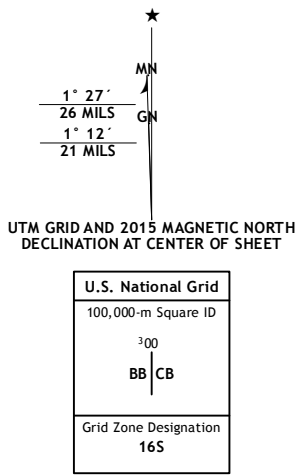 ★
MN
1° 27´
26 MILS
GN
1° 12´
21 MILS
UTM GRID AND 2015 MAGNETIC NORTH
DECLINATION AT CENTER OF SHEET
U.S. National Grid
100,000-m Square ID
³00
BB CB
Grid Zone Designation
16S